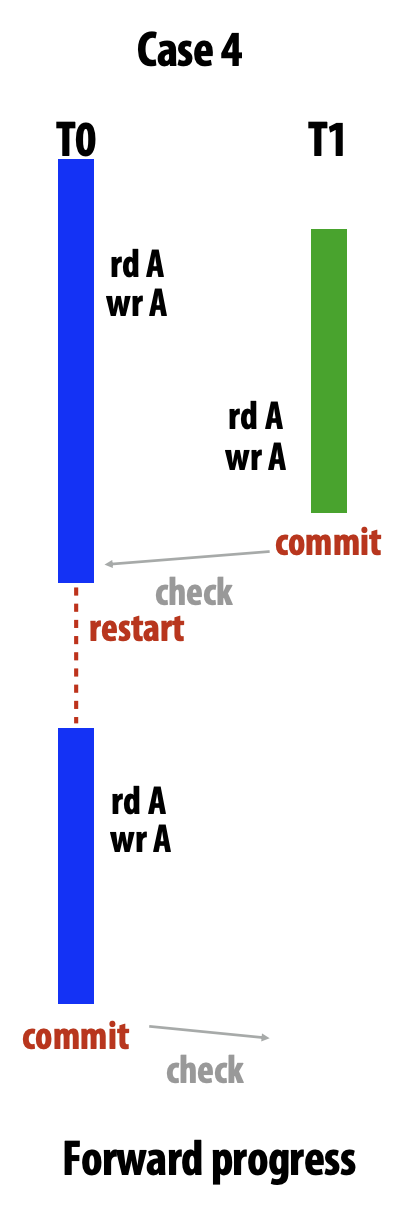 Case 4
T0
T1
rd A
wr A
rd A
wr A
commit
check
restart
rd A
wr A
commit
check
Forward progress